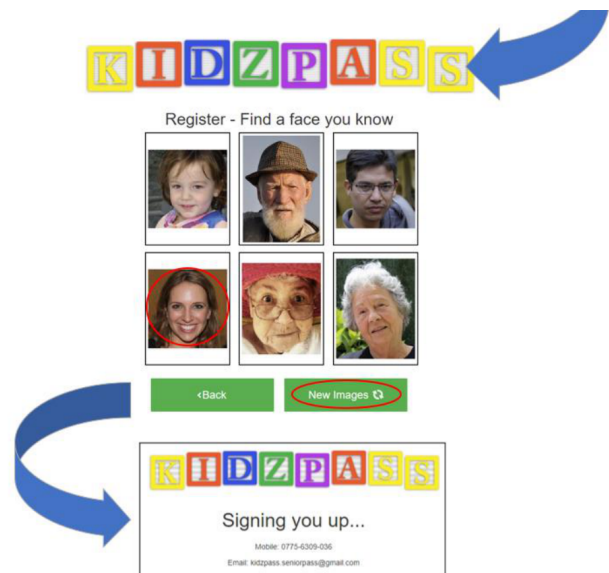 KIDZPASS
Register - Find a face you know
‹Back
New Images
KIDZPASS
Signing you up...
Mobile: 0775-6309-036
Email: kidzpass.seniorpass@gmail.com